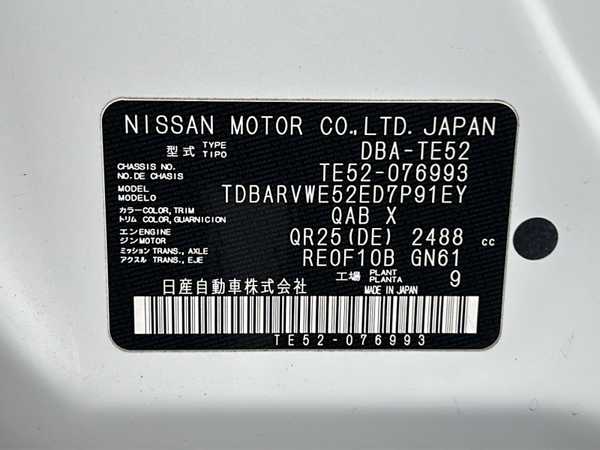 NISSAN MOTOR CO.,LTD. JAPAN
型式 TYPE TIPO DBA-TE52
CHASSIS NO. NO. DE CHASIS TE52-076993
MODEL MODELO TDBARVWE52ED7P91EY
カラー COLOR, TRIM トリム COLOR, GUARNICION QAB X
エンジン ENGINE MOTOR QR25(DE) 2488 cc
ミッション TRANS., AXLE アクスル TRANS., EJE RE0F10B GN61
工場 PLANT PLANTA 9
日産自動車株式会社 MADE IN JAPAN
TE52-076993